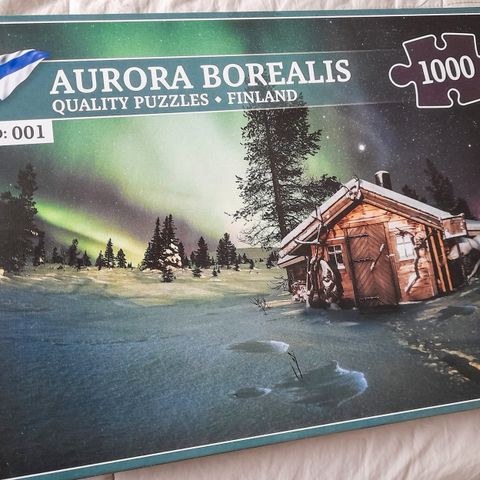 AURORA BOREALIS
1000
QUALITY PUZZLES • FINLAND
: 001